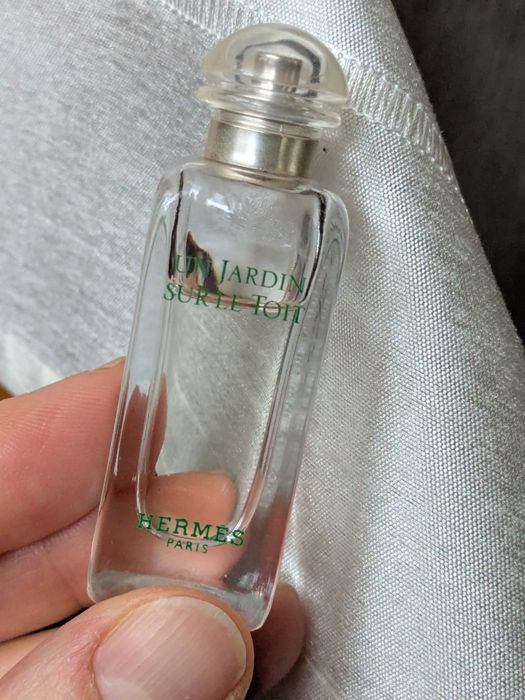 UN JARDIN
SUR LE TOIT
HERMÈS
PARIS